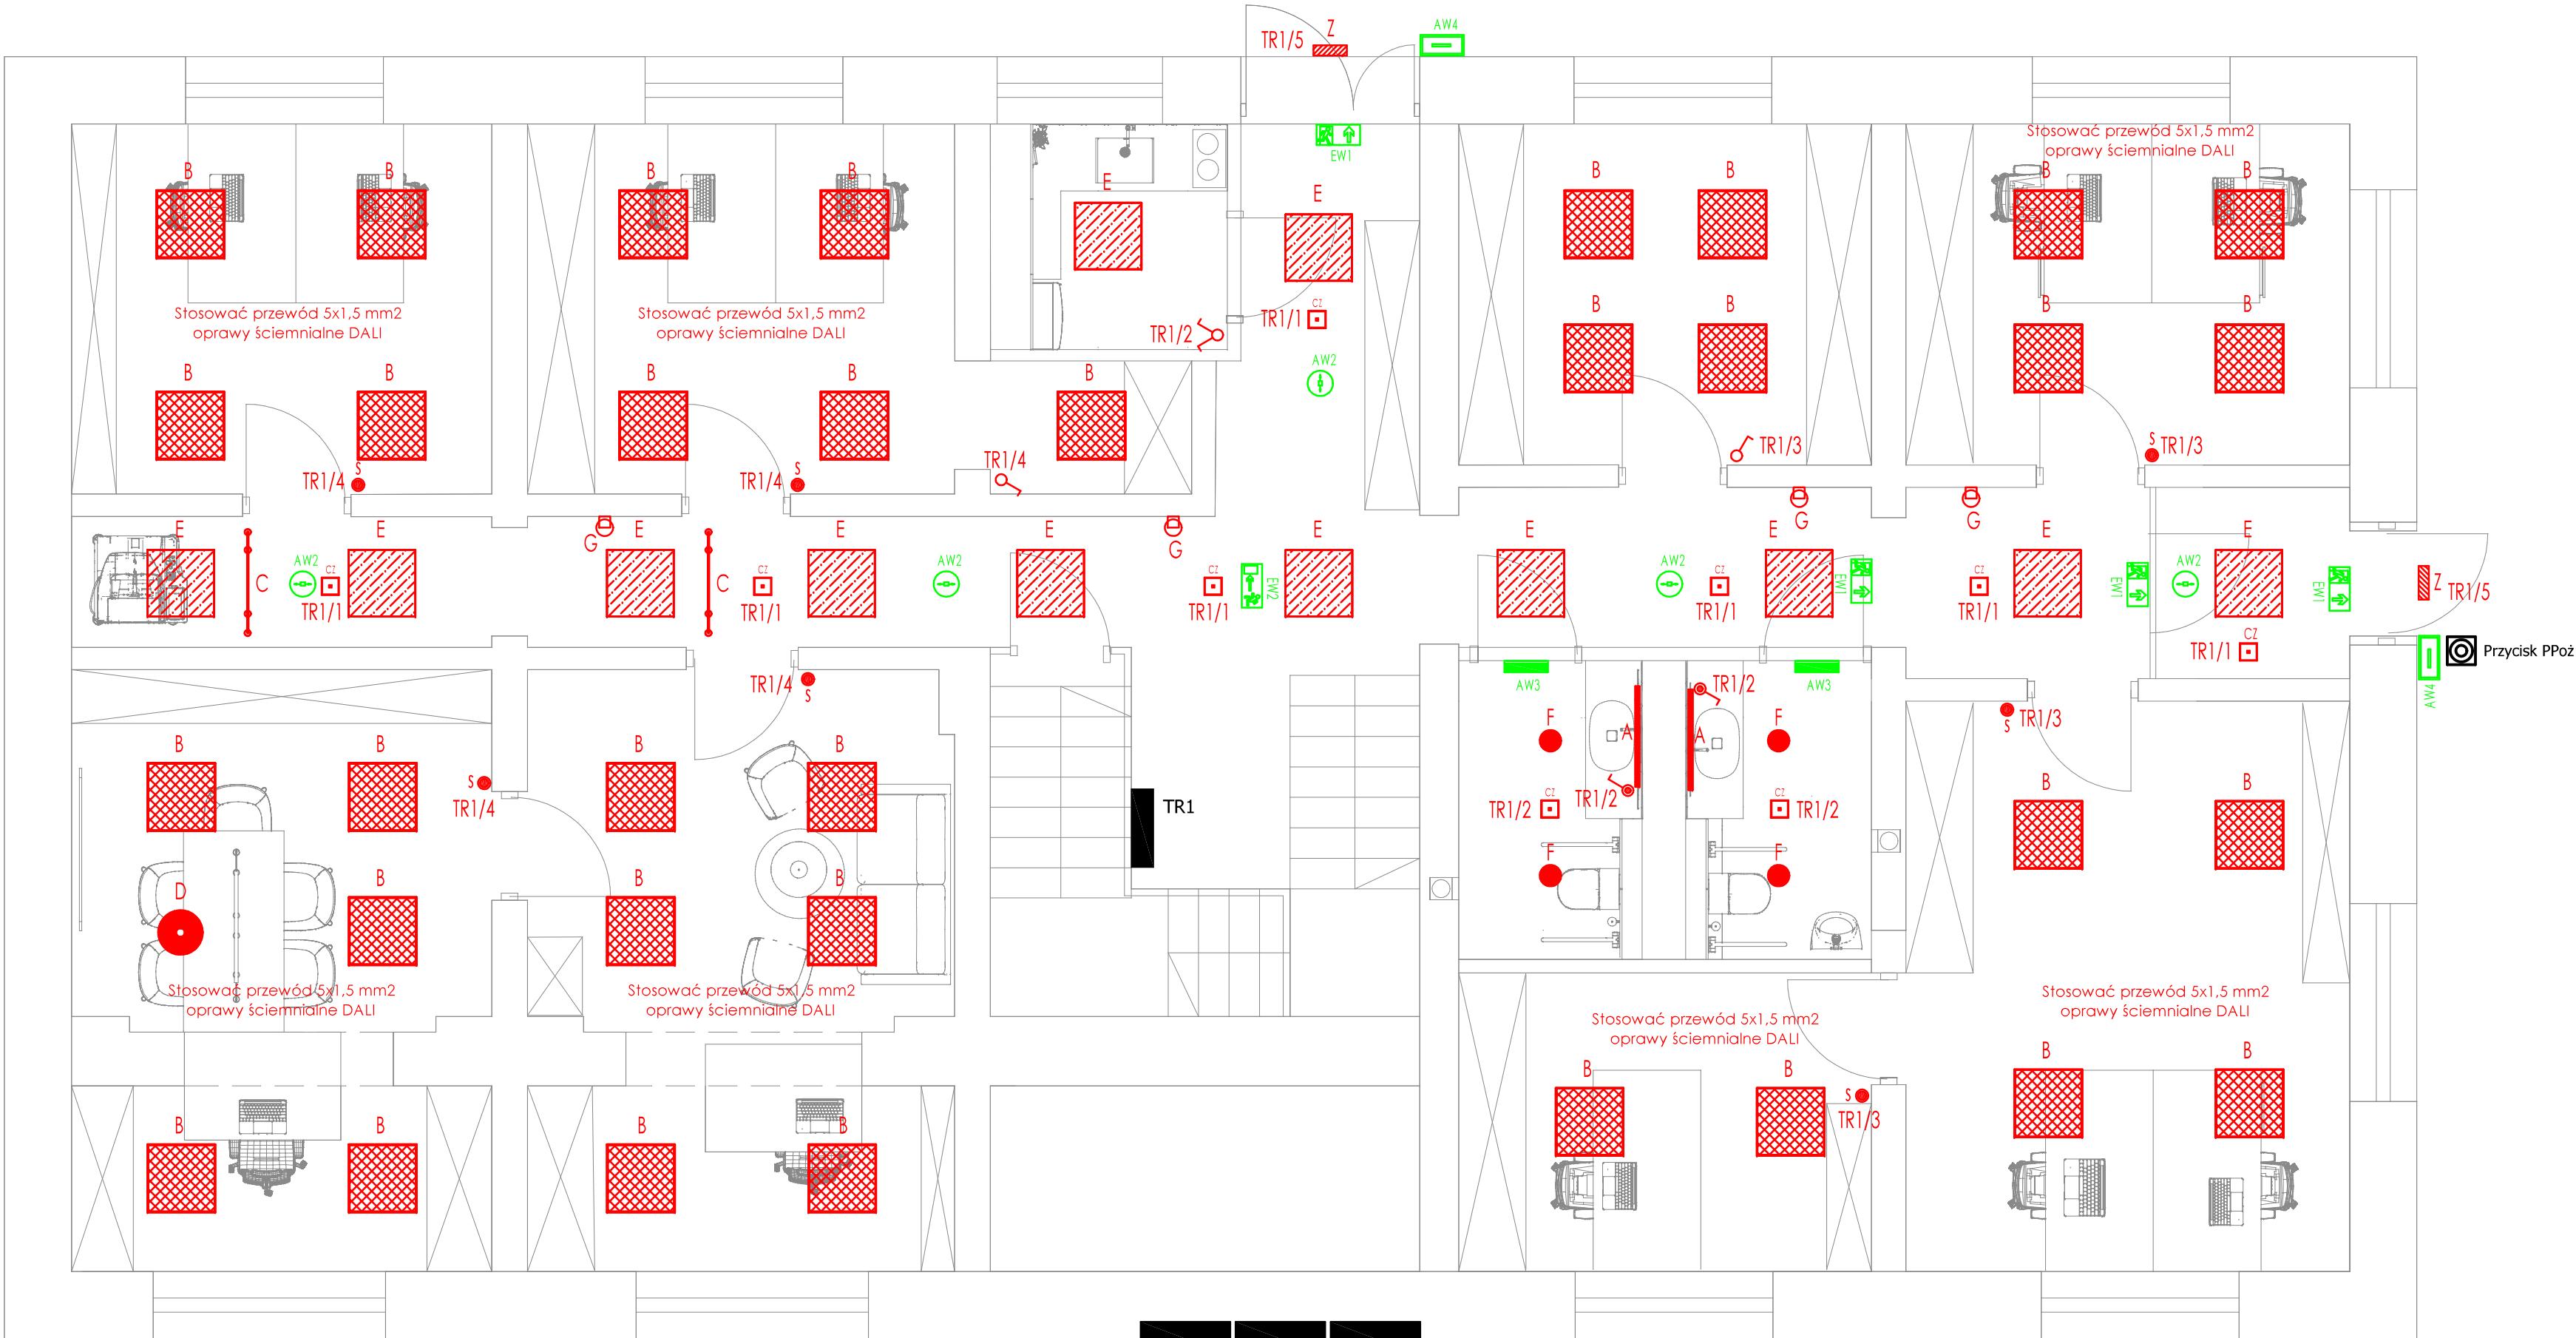 Z
TR1/5
AW4
EW1
Stosować przewód 5x1,5 mm2
oprawy ściemnialne DALI
B B B B E E B B B B
Stosować przewód 5x1,5 mm2
oprawy ściemnialne DALI
Stosować przewód 5x1,5 mm2
oprawy ściemnialne DALI
TR1/2
CZ
TR1/1
AW2
B B B B
B B B B B
S
TR1/4
S
TR1/4
TR1/4
TR1/3
S
TR1/3
G
G
G
G
E E E E E E E E E E
C
AW2
CZ
TR1/1
C
CZ
TR1/1
AW2
CZ
TR1/1
EW2
AW2
CZ
TR1/1
EW1
CZ
TR1/1
EW1
AW2
EW1
Z
TR1/5
CZ
TR1/1
AW4
Przycisk PPoż
TR1/4
S
AW3
AW3
TR1/2
S
TR1/3
F
A
A
F
B B B B
S
TR1/4
TR1
TR1/2
CZ
TR1/2
CZ
TR1/2
B B
F
F
D
B B B
Stosować przewód 5x1,5 mm2
oprawy ściemnialne DALI
Stosować przewód 5x1,5 mm2
oprawy ściemnialne DALI
Stosować przewód 5x1,5 mm2
oprawy ściemnialne DALI
Stosować przewód 5x1,5 mm2
oprawy ściemnialne DALI
B B B B
S
TR1/3
B B B B